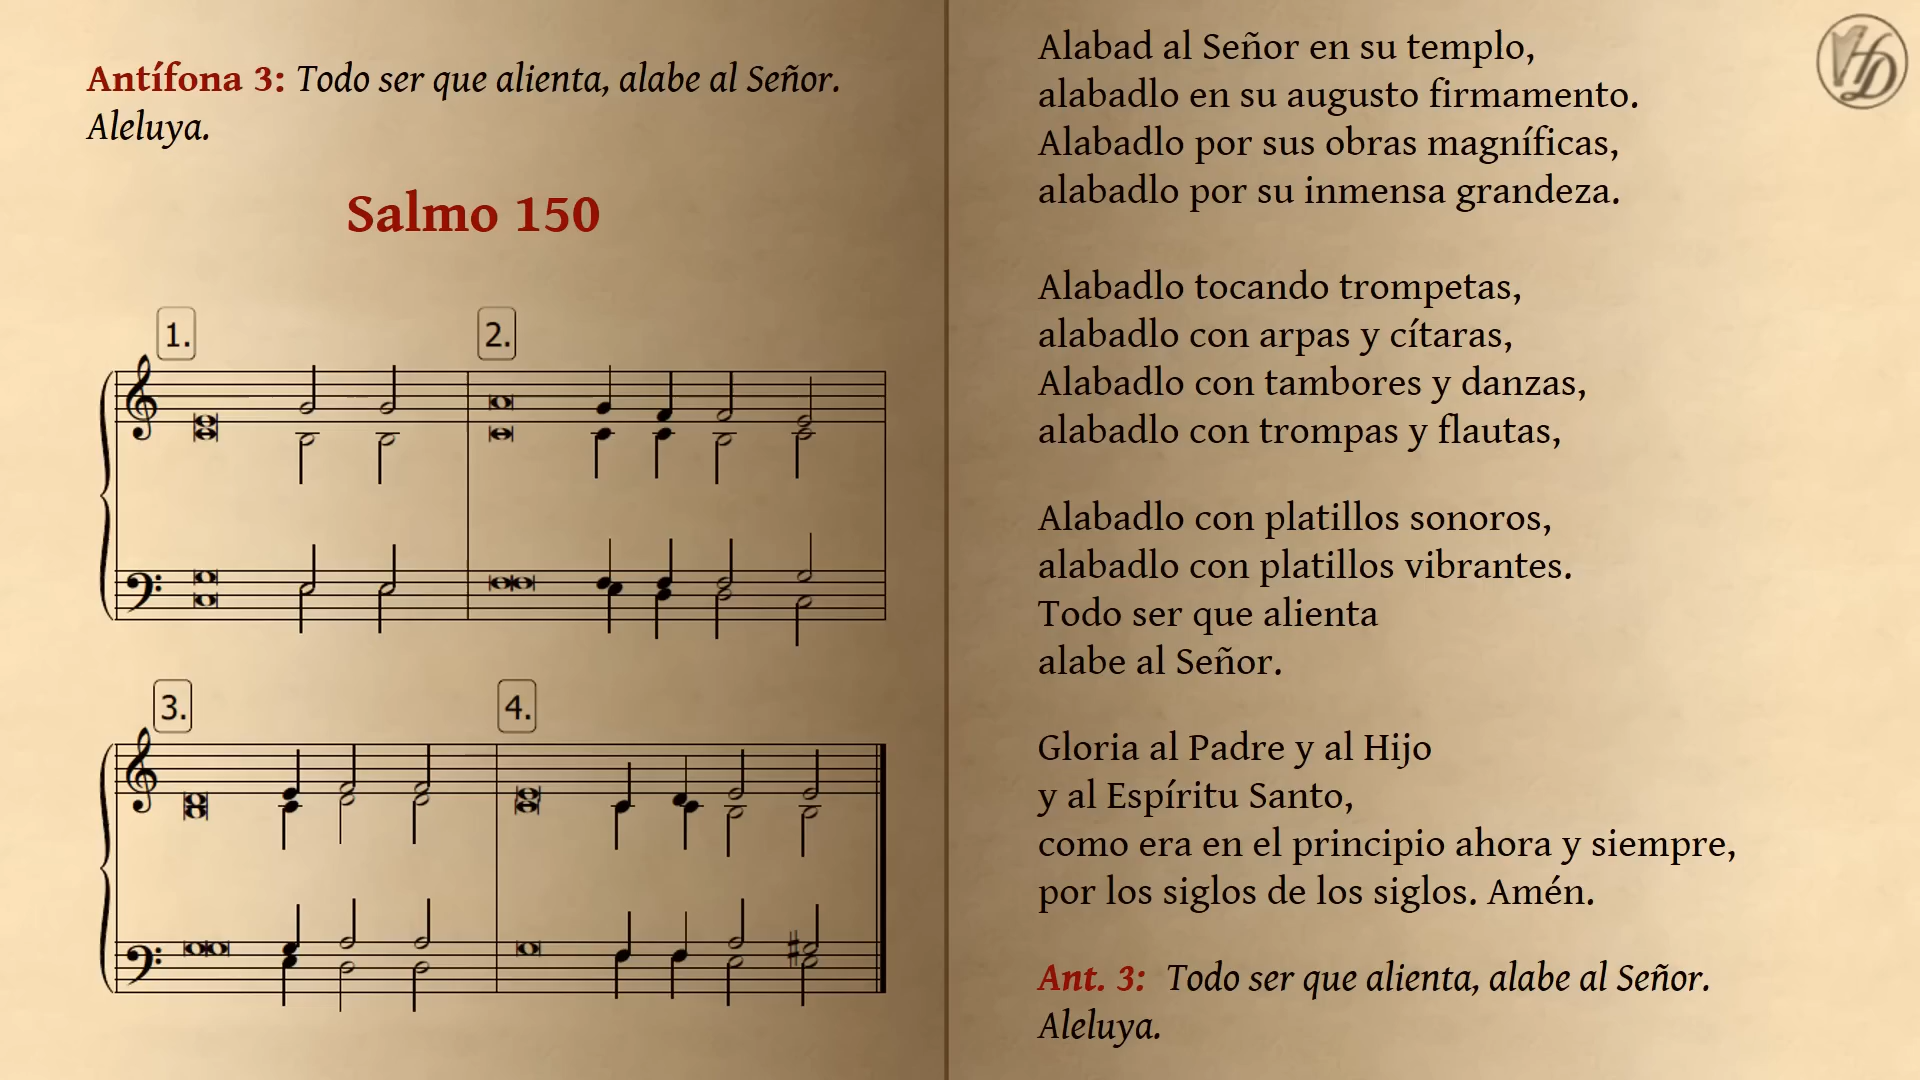 Antífona 3: Todo ser que alienta, alabe al Señor.
Aleluya.
Salmo 150
1.
2.
3.
4.
Alabad al Señor en su templo,
alabadlo en su augusto firmamento.
Alabadlo por sus obras magníficas,
alabadlo por su inmensa grandeza.
Alabadlo tocando trompetas,
alabadlo con arpas y cítaras,
Alabadlo con tambores y danzas,
alabadlo con trompas y flautas,
Alabadlo con platillos sonoros,
alabadlo con platillos vibrantes.
Todo ser que alienta
alabe al Señor.
Gloria al Padre y al Hijo
y al Espíritu Santo,
como era en el principio ahora y siempre,
por los siglos de los siglos. Amén.
Ant. 3: Todo ser que alienta, alabe al Señor.
Aleluya.
HD